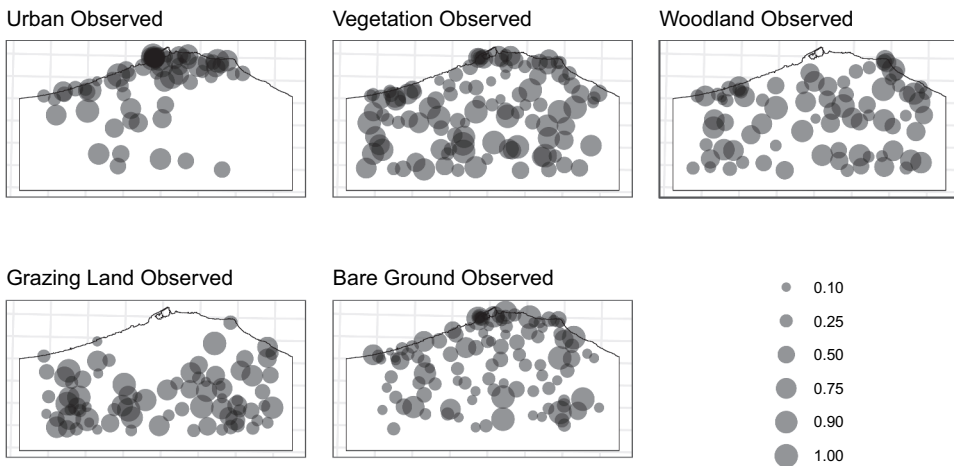 Urban Observed
Vegetation Observed
Woodland Observed
Grazing Land Observed
Bare Ground Observed
0.10
0.25
0.50
0.75
0.90
1.00